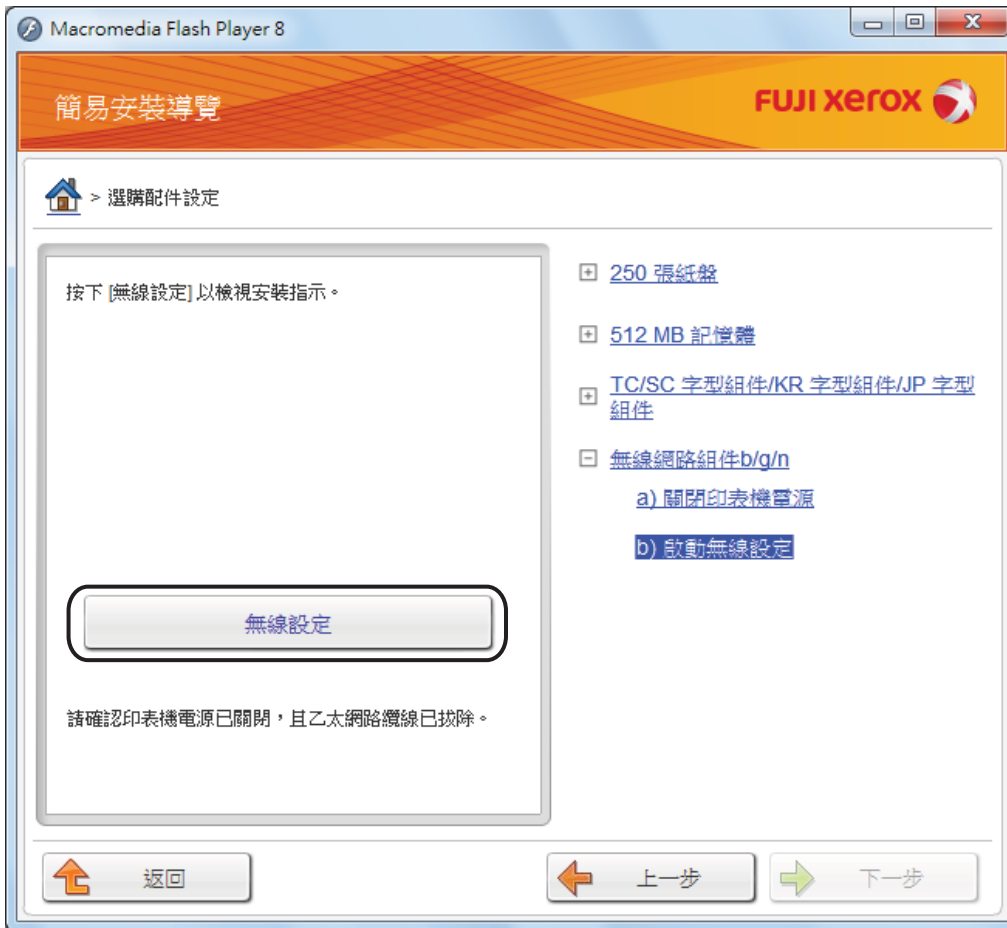 Macromedia Flash Player 8
簡易安裝導覽
FUJI xerox
> 選購配件設定
按下 [無線設定] 以檢視安裝指示。
無線設定
請確認印表機電源已關閉，且乙太網路纜線已拔除。
250 張紙盤
512 MB 記憶體
TC/SC 字型組件/KR 字型組件/JP 字型
組件
無線網路組件b/g/n
a) 關閉印表機電源
b) 啟動無線設定
返回
上一步
下一步